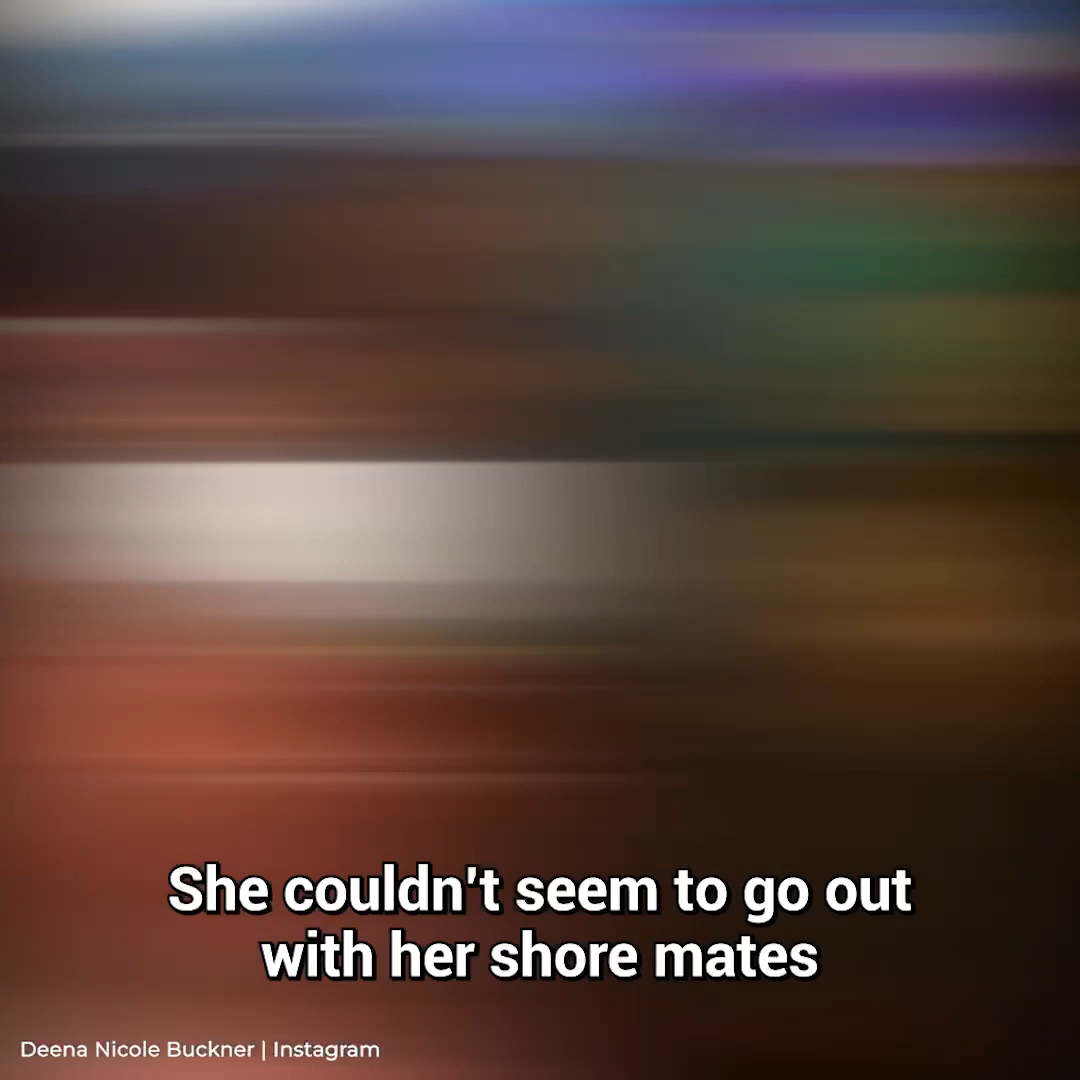 She couldn't seem to go out
with her shore mates
Deena Nicole Buckner | Instagram